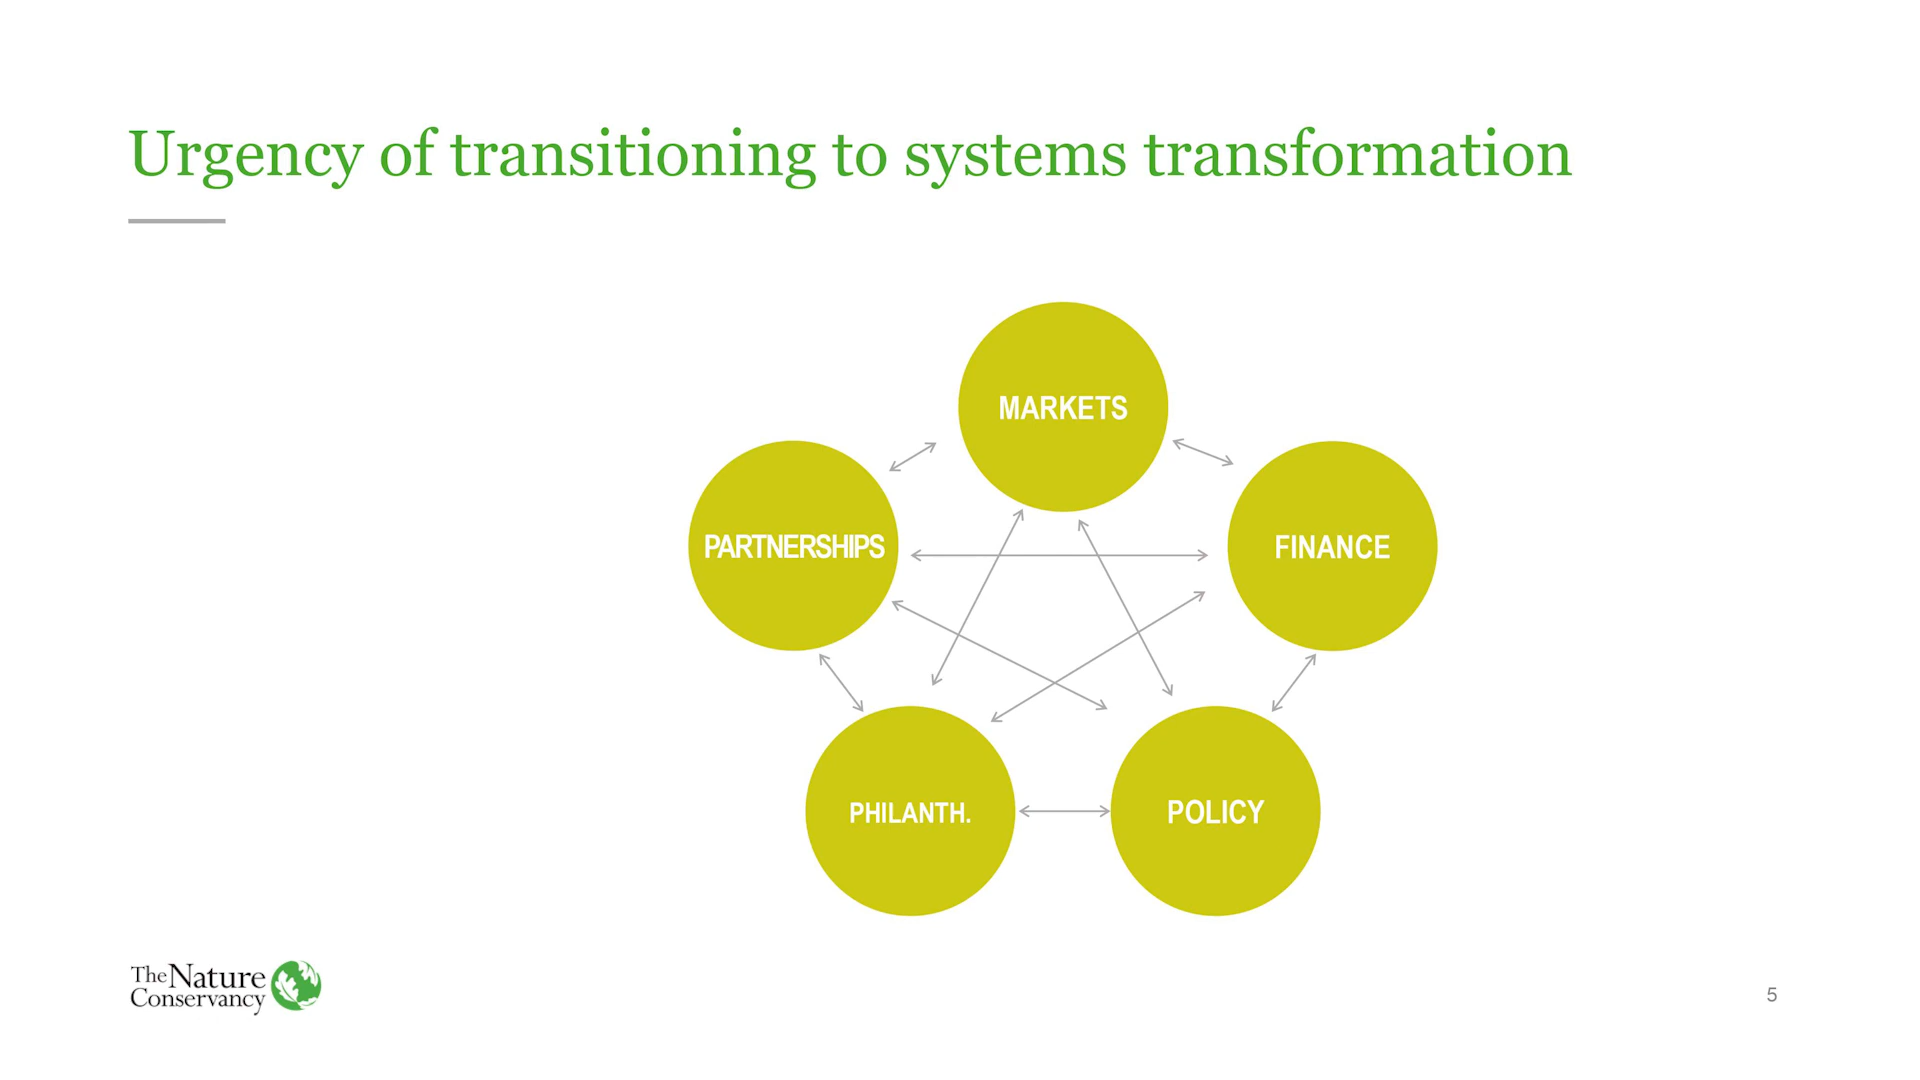 Urgency of transitioning to systems transformation
MARKETS
PARTNERSHIPS
FINANCE
PHILANTH.
POLICY
The Nature
Conservancy
5